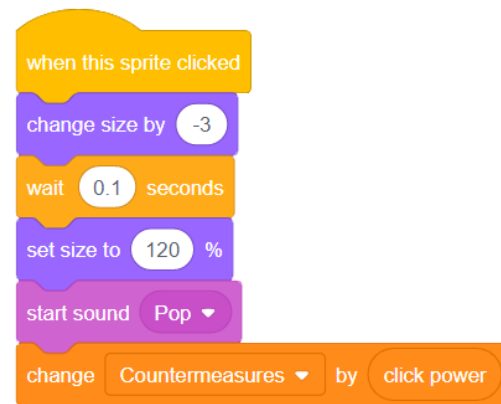 when this sprite clicked
change size by -3
wait 0.1 seconds
set size to 120 %
start sound Pop
change Countermeasures by click power